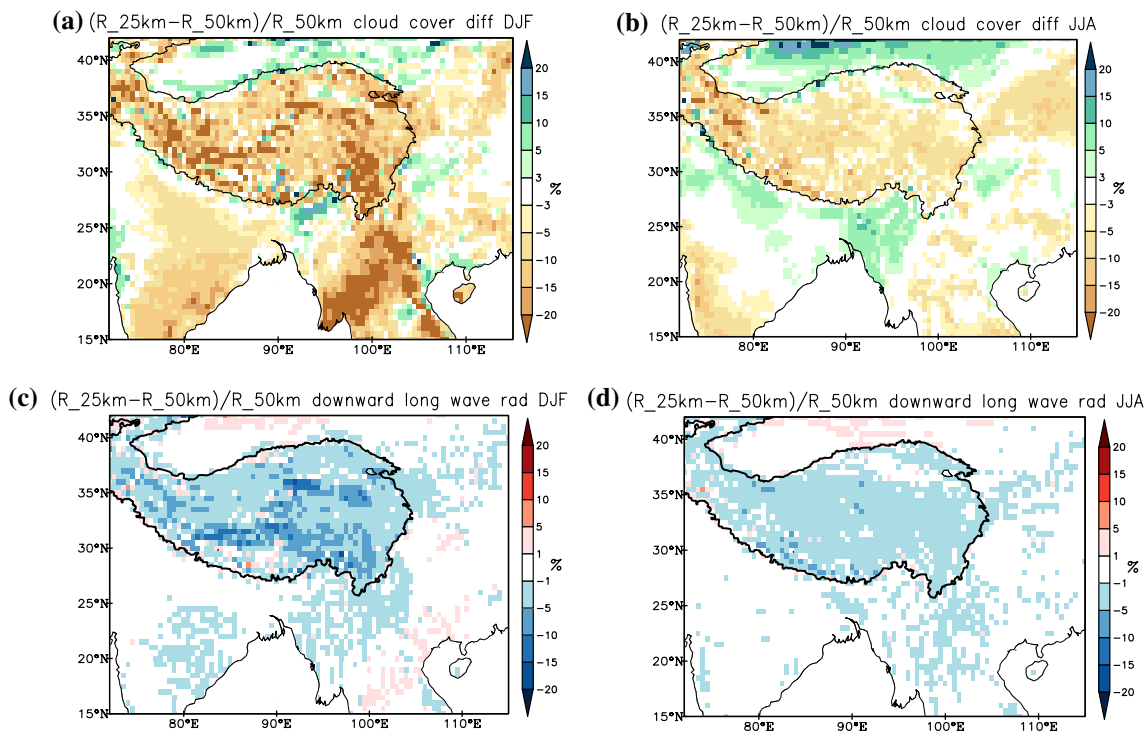 (a) (R_25km−R_50km)/R_50km cloud cover diff DJF
40°N
35°N
30°N
25°N
20°N
15°N
80°E
90°E
100°E
110°E
20
15
10
5
3
%
−3
−5
−10
−15
−20
(b) (R_25km−R_50km)/R_50km cloud cover diff JJA
40°N
35°N
30°N
25°N
20°N
15°N
80°E
90°E
100°E
110°E
20
15
10
5
3
%
−3
−5
−10
−15
−20
(c) (R_25km−R_50km)/R_50km downward long wave rad DJF
40°N
35°N
30°N
25°N
20°N
15°N
80°E
90°E
100°E
110°E
20
15
10
5
1
%
−1
−5
−10
−15
−20
(d) (R_25km−R_50km)/R_50km downward long wave rad JJA
40°N
35°N
30°N
25°N
20°N
15°N
80°E
90°E
100°E
110°E
20
15
10
5
1
%
−1
−5
−10
−15
−20